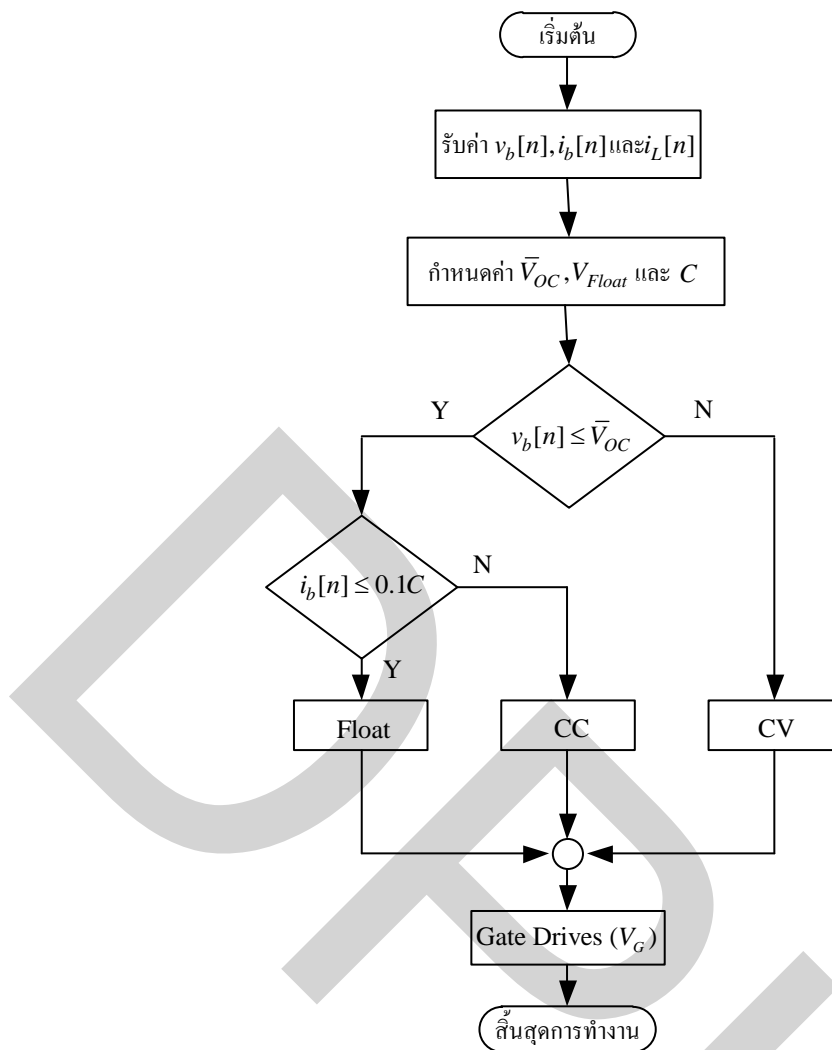 เริ่มต้น
รับค่า v_b[n], i_b[n] และ i_L[n]
กำหนดค่า V̄_OC, V_Float และ C
Y
N
v_b[n] ≤ V̄_OC
i_b[n] ≤ 0.1C
N
Y
Float
CC
CV
Gate Drives (V_G)
สิ้นสุดการทำงาน